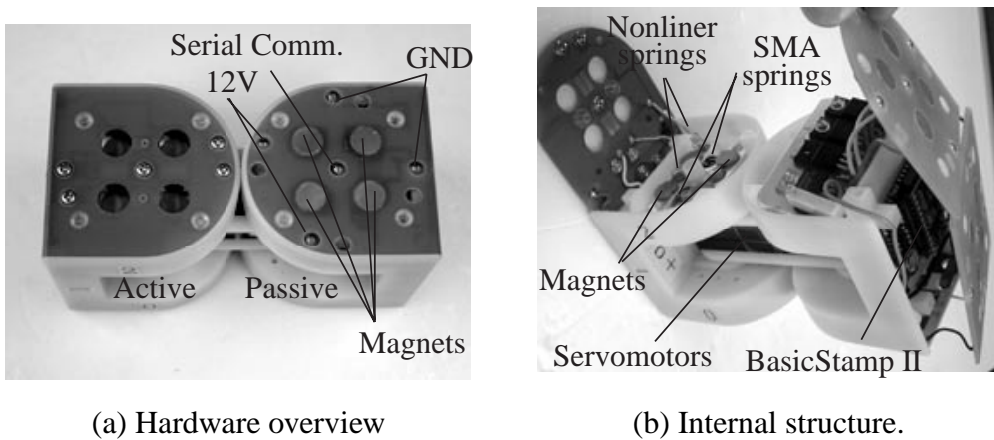 Serial Comm.
12V
GND
Active
Passive
Magnets
(a) Hardware overview
Nonliner
springs
SMA
springs
Magnets
Servomotors
BasicStamp II
(b) Internal structure.